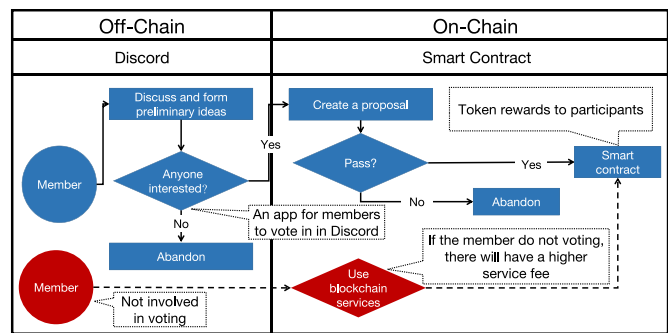 Off-Chain
On-Chain
Discord
Smart Contract
Discuss and form
preliminary ideas
Create a proposal
Token rewards to participants
Yes
Member
Anyone
interested?
Pass?
Yes
Smart
contract
No
Abandon
An app for members
to vote in in Discord
No
Abandon
If the member do not voting,
there will have a higher
service fee
Member
Not involved
in voting
Use
blockchain
services